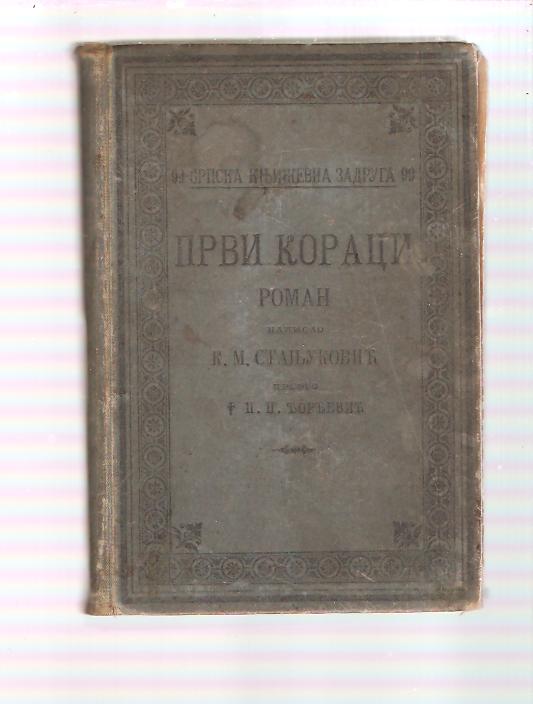 99 СРПСКА КЊИЖЕВНА ЗАДРУГА 99
ПРВИ КОРАЦИ
РОМАН
НАПИСАО
К. М. СТАЊУКОВИЋ
ПРЕВЕО
† П. П. ЂОРЂЕВИЋ